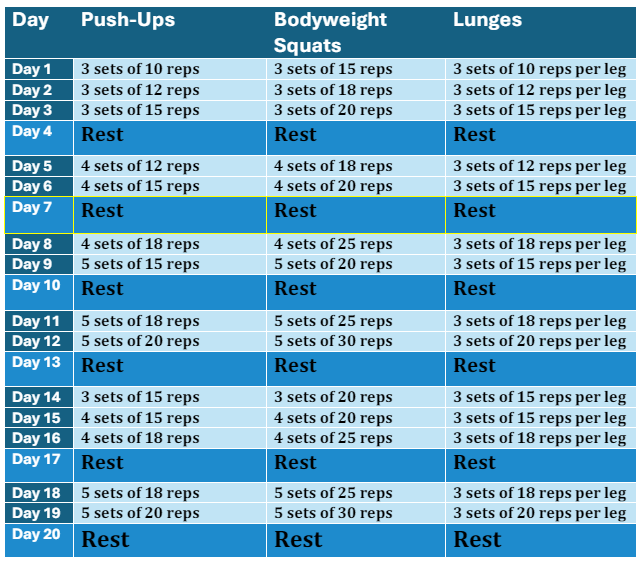 Day Push-Ups Bodyweight Squats Lunges
Day 1 3 sets of 10 reps 3 sets of 15 reps 3 sets of 10 reps per leg
Day 2 3 sets of 12 reps 3 sets of 18 reps 3 sets of 12 reps per leg
Day 3 3 sets of 15 reps 3 sets of 20 reps 3 sets of 15 reps per leg
Day 4 Rest Rest Rest
Day 5 4 sets of 12 reps 4 sets of 18 reps 3 sets of 12 reps per leg
Day 6 4 sets of 15 reps 4 sets of 20 reps 3 sets of 15 reps per leg
Day 7 Rest Rest Rest
Day 8 4 sets of 18 reps 4 sets of 25 reps 3 sets of 18 reps per leg
Day 9 5 sets of 15 reps 5 sets of 20 reps 3 sets of 15 reps per leg
Day 10 Rest Rest Rest
Day 11 5 sets of 18 reps 5 sets of 25 reps 3 sets of 18 reps per leg
Day 12 5 sets of 20 reps 5 sets of 30 reps 3 sets of 20 reps per leg
Day 13 Rest Rest Rest
Day 14 3 sets of 15 reps 3 sets of 20 reps 3 sets of 15 reps per leg
Day 15 4 sets of 15 reps 4 sets of 20 reps 3 sets of 15 reps per leg
Day 16 4 sets of 18 reps 4 sets of 25 reps 3 sets of 18 reps per leg
Day 17 Rest Rest Rest
Day 18 5 sets of 18 reps 5 sets of 25 reps 3 sets of 18 reps per leg
Day 19 5 sets of 20 reps 5 sets of 30 reps 3 sets of 20 reps per leg
Day 20 Rest Rest Rest